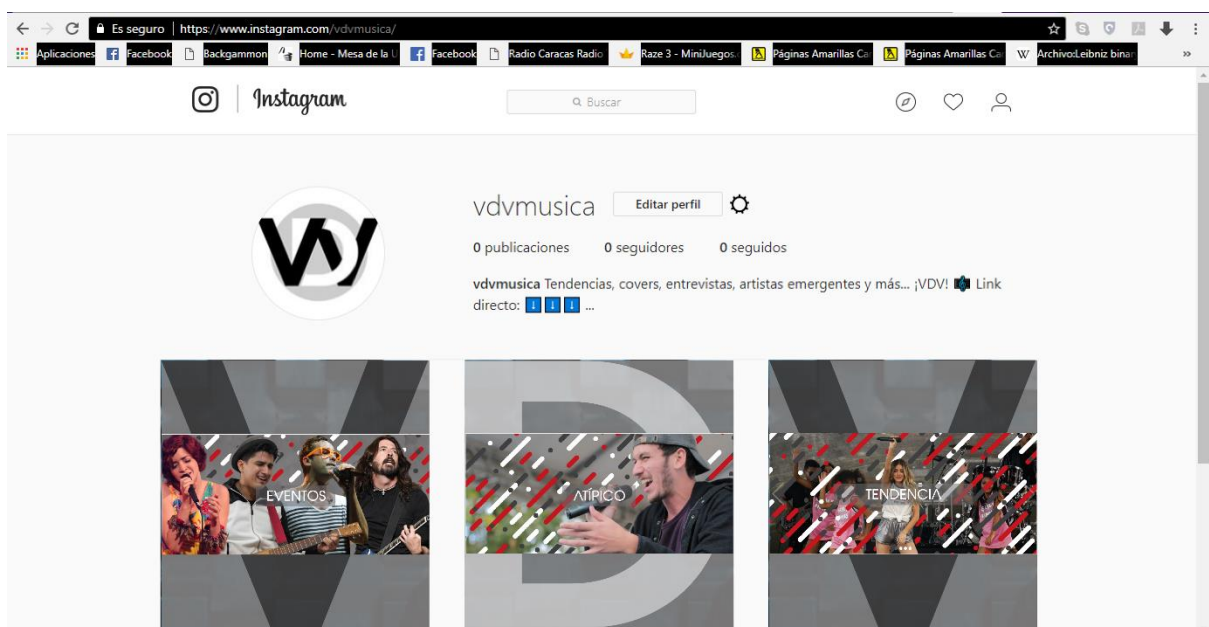 Es seguro | https://www.instagram.com/vdvmusica/
Aplicaciones Facebook Backgammon Home - Mesa de la U Facebook Radio Caracas Radio Raze 3 - MiniJuegos. Páginas Amarillas Ca Páginas Amarillas Ca W Archivo:Leibniz binar »
Instagram
Buscar
vdvmusica Editar perfil
0 publicaciones 0 seguidores 0 seguidos
vdvmusica Tendencias, covers, entrevistas, artistas emergentes y más... ¡VDV! Link
directo: ...
VDV
V D V
EVENTOS ATÍPICO TENDENCIA